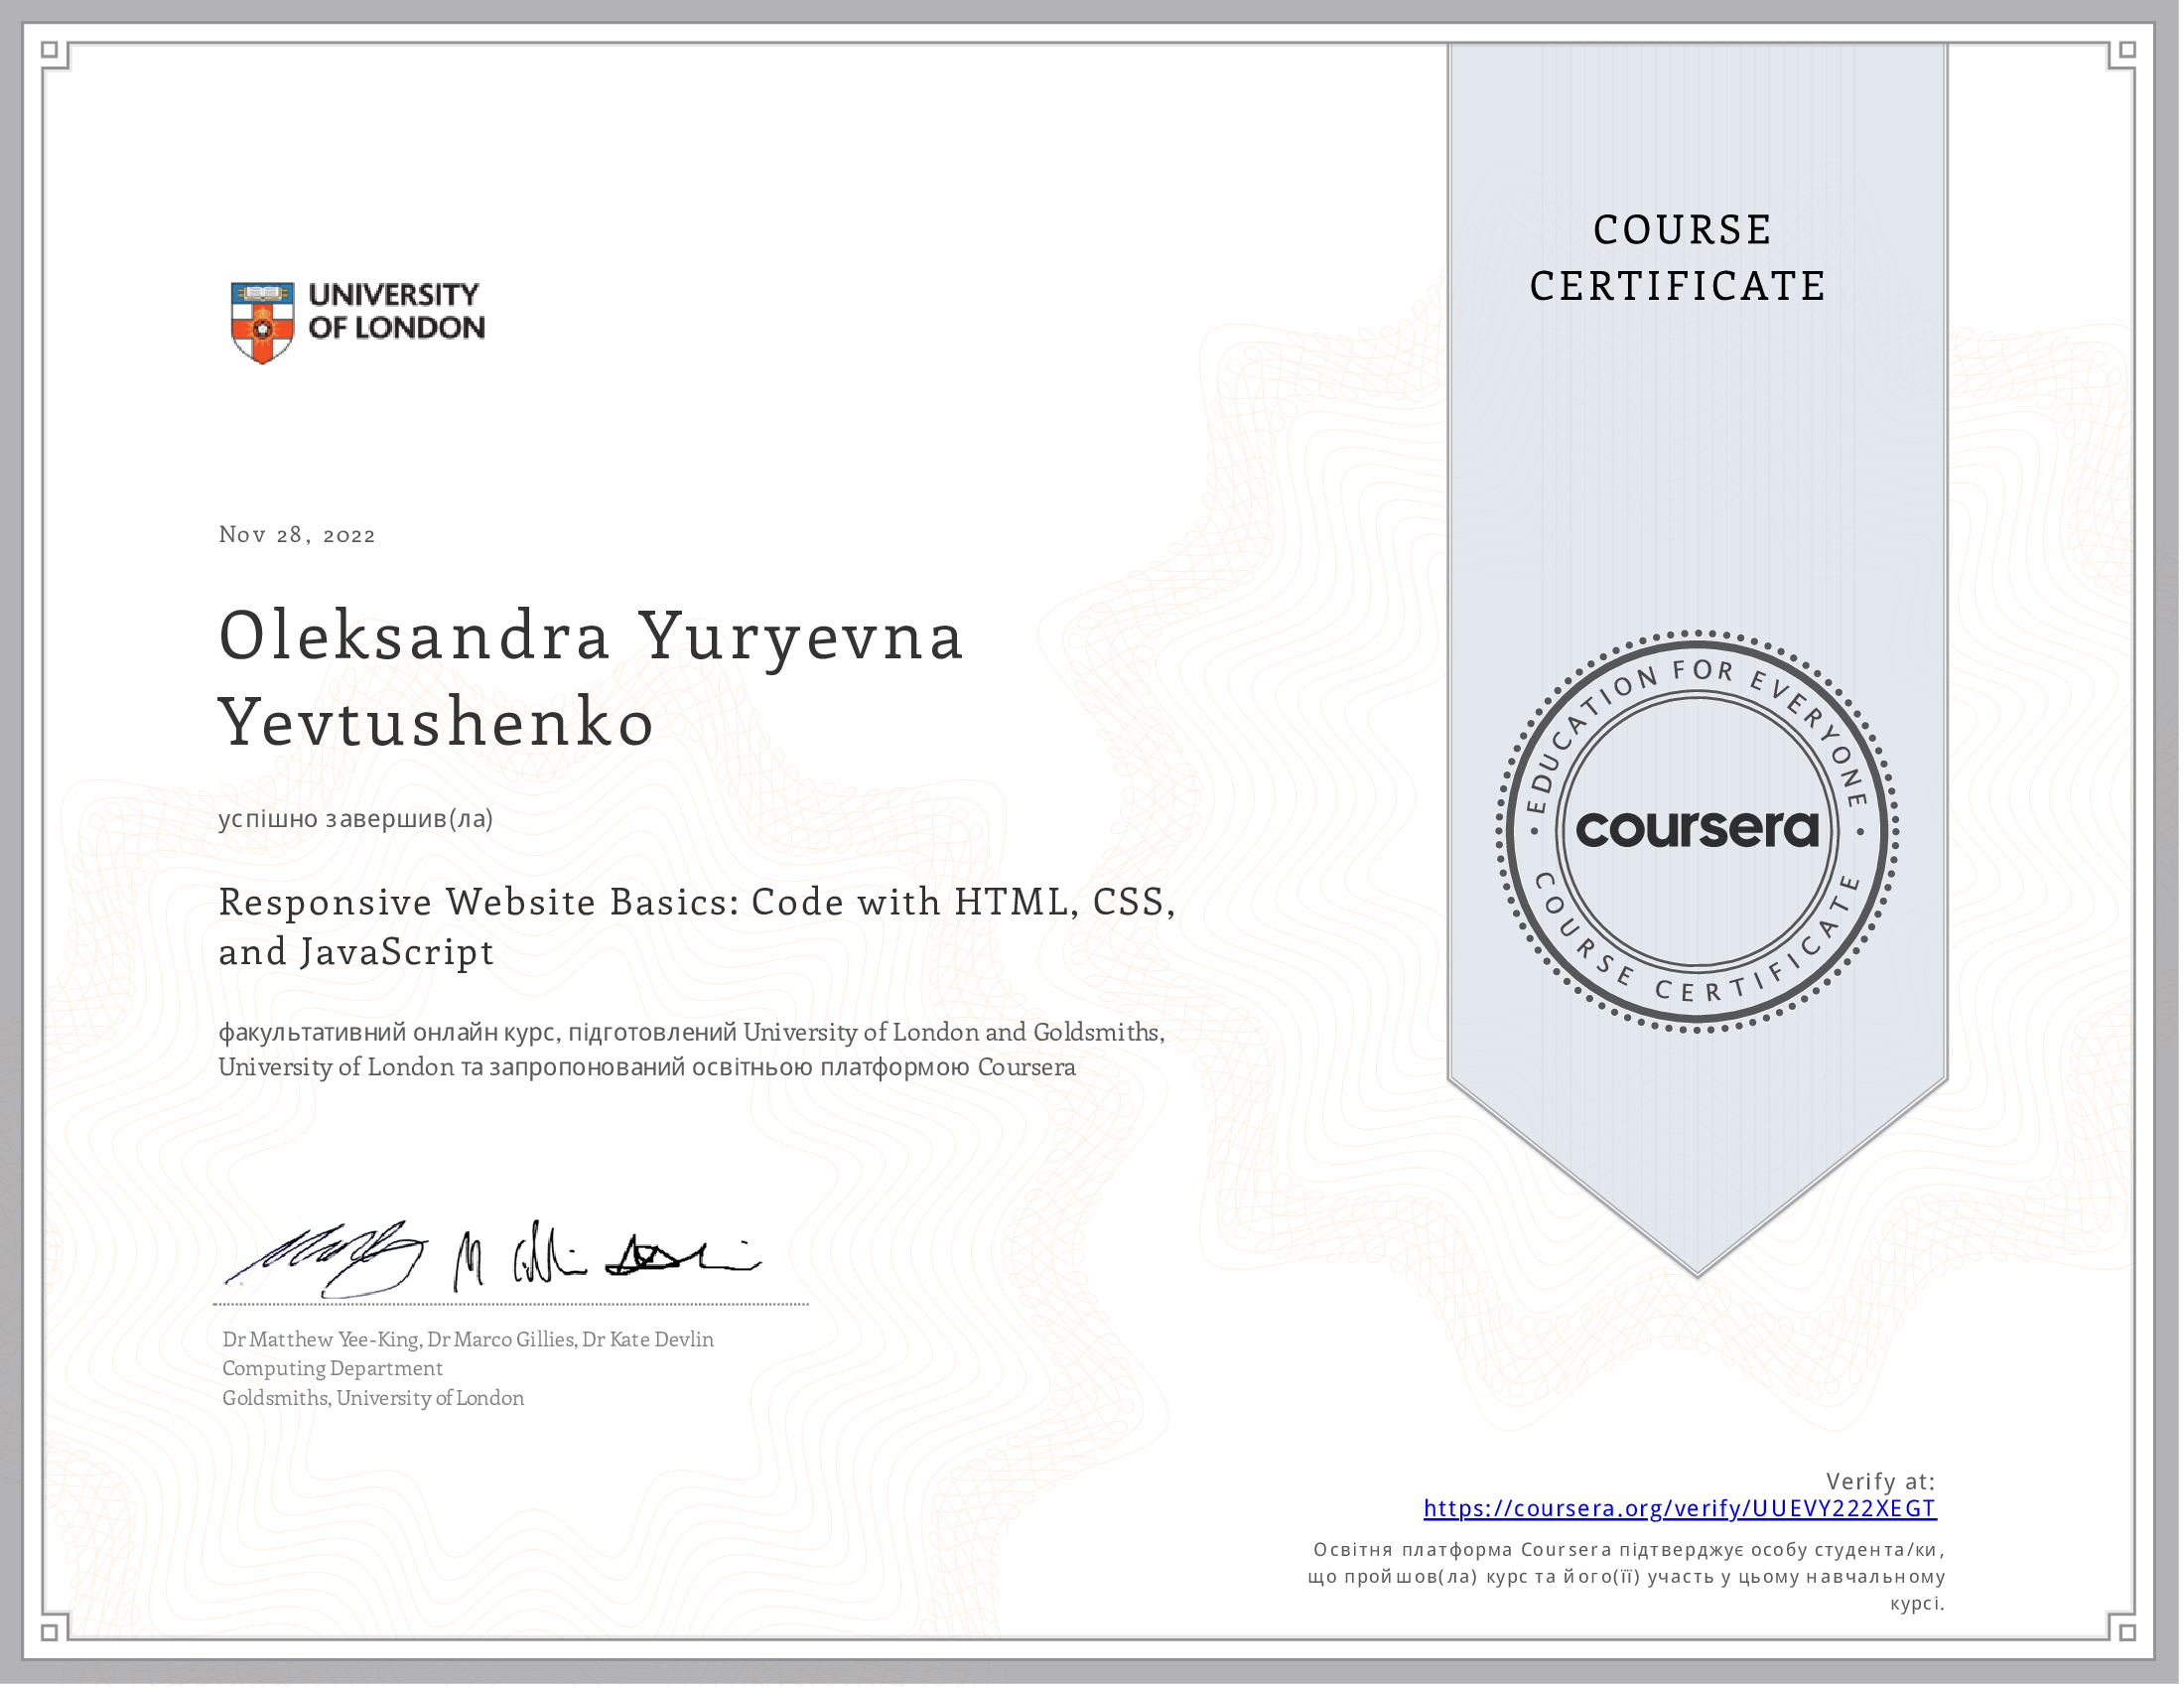 UNIVERSITY
OF LONDON
COURSE
CERTIFICATE
Nov 28, 2022
Oleksandra Yuryevna
Yevtushenko
успішно завершив(ла)
Responsive Website Basics: Code with HTML, CSS,
and JavaScript
факультативний онлайн курс, підготовлений University of London and Goldsmiths,
University of London та запропонований освітньою платформою Coursera
EDUCATION FOR EVERYONE
coursera
COURSE CERTIFICATE
Dr Matthew Yee-King, Dr Marco Gillies, Dr Kate Devlin
Computing Department
Goldsmiths, University of London
Verify at:
https://coursera.org/verify/UUEVY222XEGT
Освітня платформа Coursera підтверджує особу студента/ки,
що пройшов(ла) курс та його(її) участь у цьому навчальному
курсі.